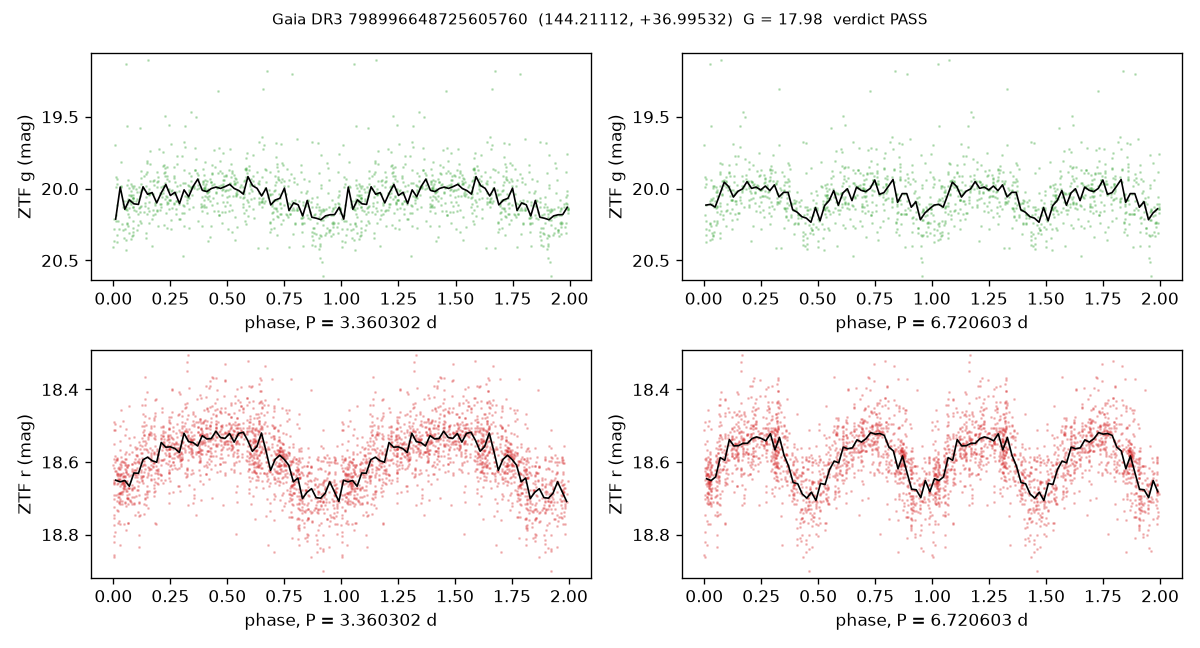 Gaia DR3 798996648725605760 (144.21112, +36.99532) G = 17.98 verdict PASS
ZTF g (mag)
19.5
20.0
20.5
0.00 0.25 0.50 0.75 1.00 1.25 1.50 1.75 2.00
phase, P = 3.360302 d
ZTF g (mag)
19.5
20.0
20.5
0.00 0.25 0.50 0.75 1.00 1.25 1.50 1.75 2.00
phase, P = 6.720603 d
ZTF r (mag)
18.4
18.6
18.8
0.00 0.25 0.50 0.75 1.00 1.25 1.50 1.75 2.00
phase, P = 3.360302 d
ZTF r (mag)
18.4
18.6
18.8
0.00 0.25 0.50 0.75 1.00 1.25 1.50 1.75 2.00
phase, P = 6.720603 d